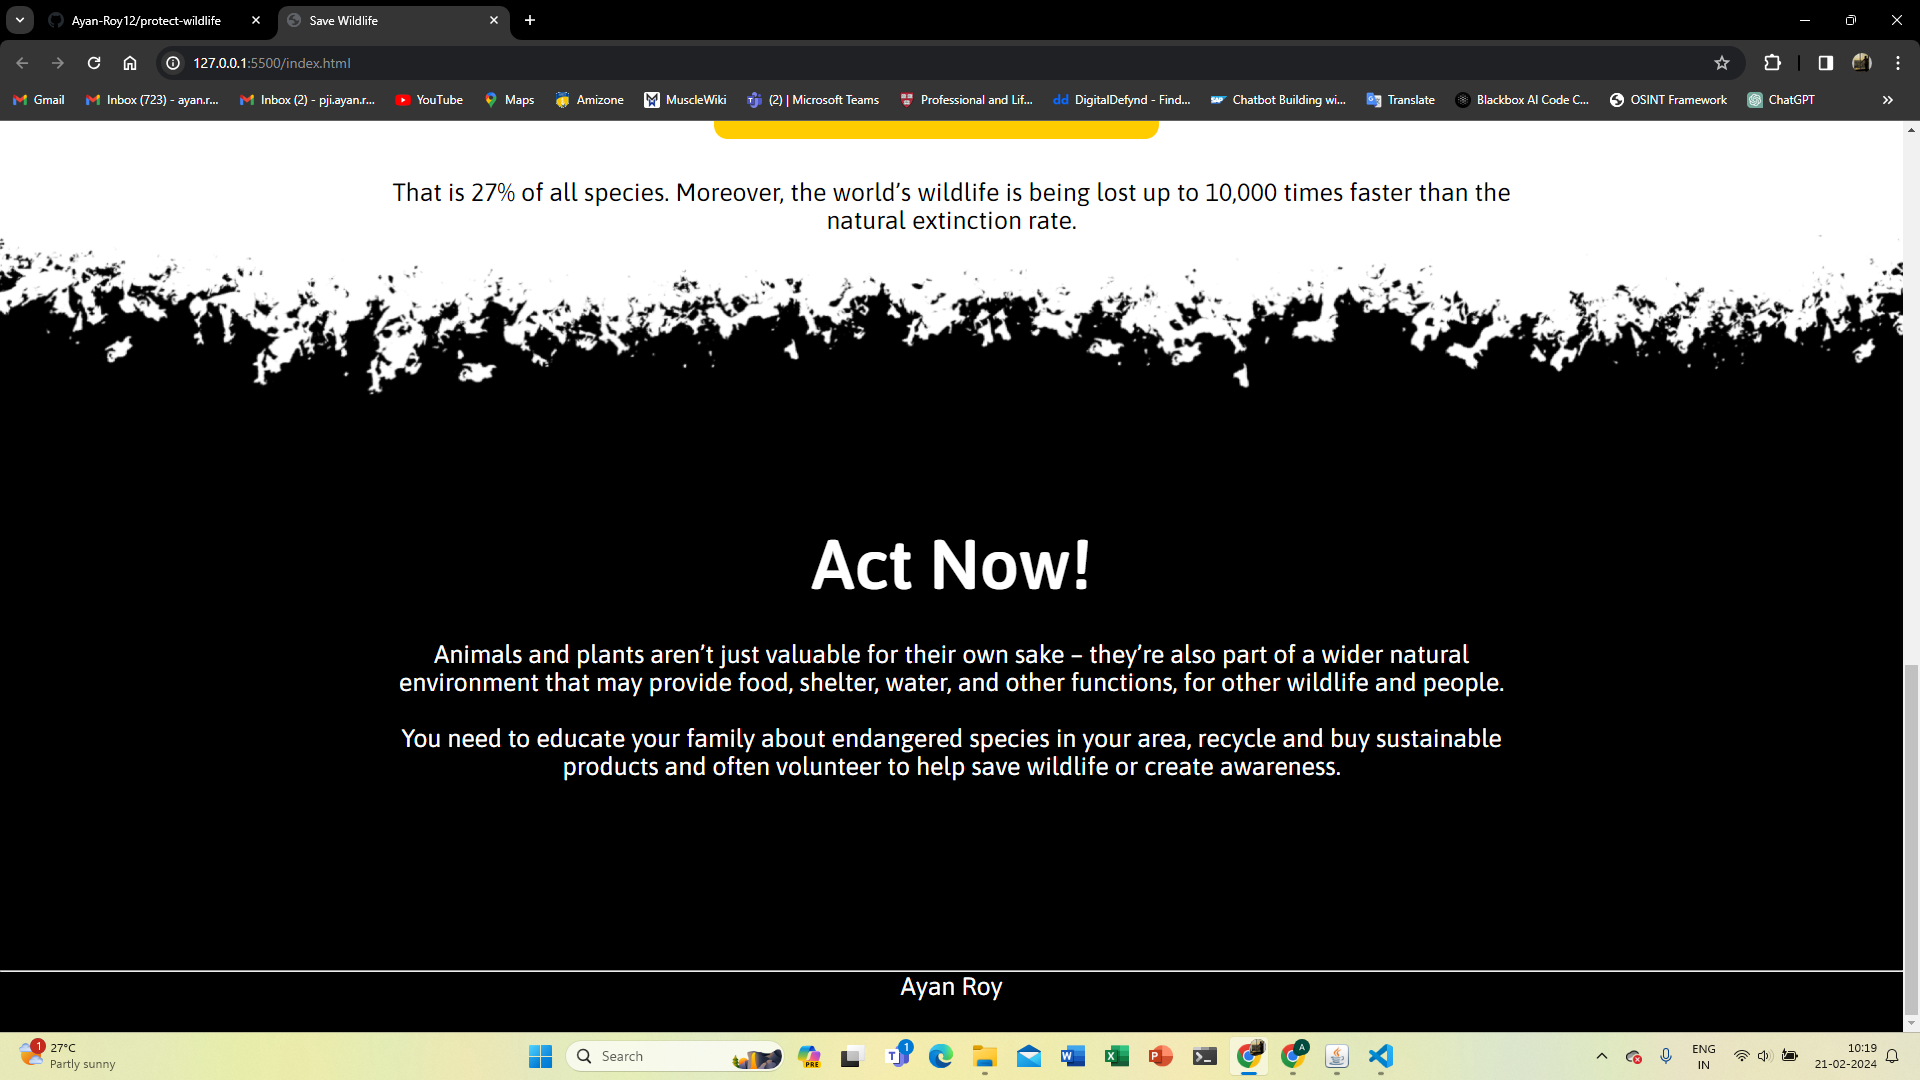 Ayan-Roy12/protect-wildlife
Save Wildlife
127.0.0.1:5500/index.html
Gmail
Inbox (723) - ayan.r...
Inbox (2) - pji.ayan.r...
YouTube
Maps
Amizone
MuscleWiki
(2) | Microsoft Teams
Professional and Lif...
dd DigitalDefynd - Find...
Chatbot Building wi...
Translate
Blackbox AI Code C...
OSINT Framework
ChatGPT
That is 27% of all species. Moreover, the world’s wildlife is being lost up to 10,000 times faster than the
natural extinction rate.
Act Now!
Animals and plants aren’t just valuable for their own sake – they’re also part of a wider natural
environment that may provide food, shelter, water, and other functions, for other wildlife and people.
You need to educate your family about endangered species in your area, recycle and buy sustainable
products and often volunteer to help save wildlife or create awareness.
Ayan Roy
1
27°C
Partly sunny
Search
PRE
1
A
ENG
IN
10:19
21-02-2024